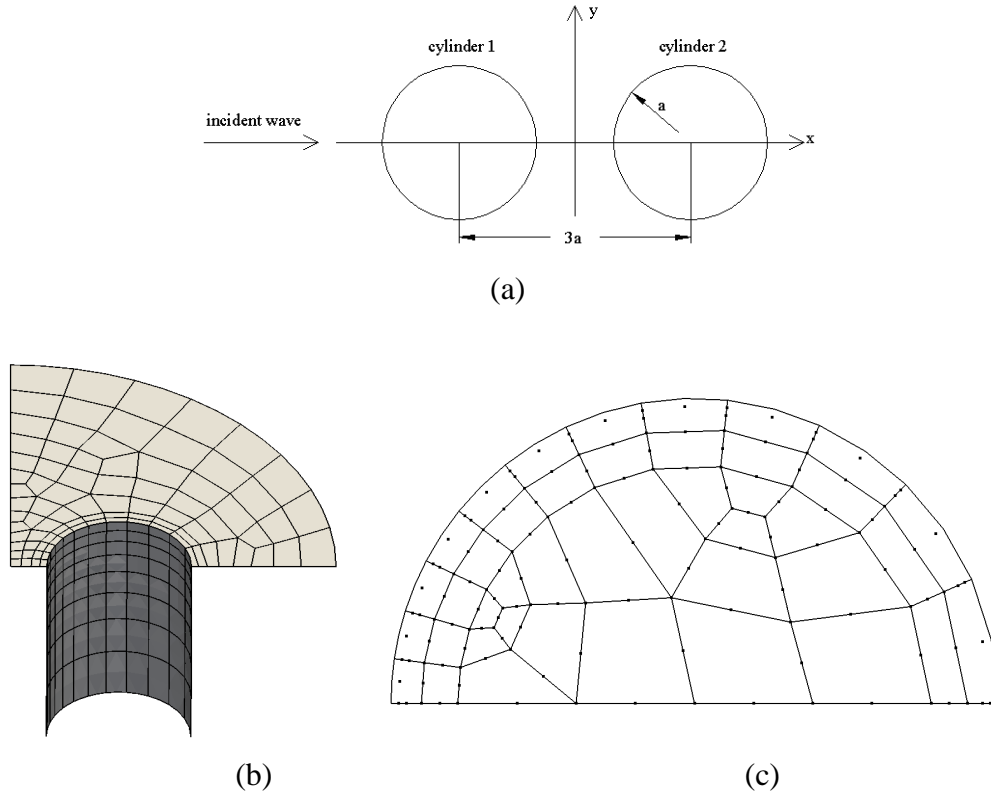 y
cylinder 1
cylinder 2
a
incident wave
x
3a
(a)
(b)
(c)